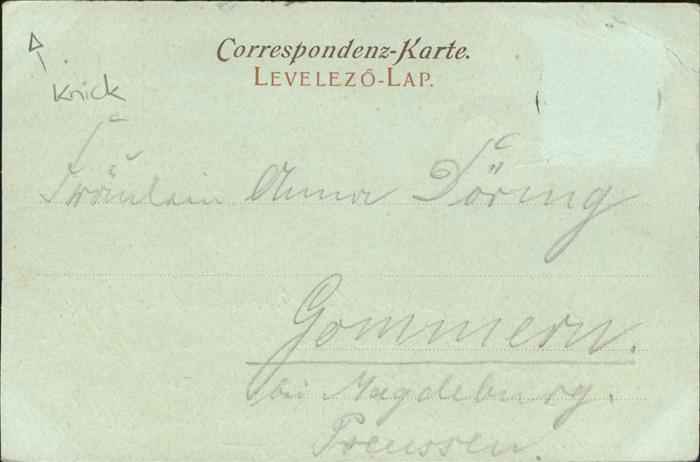 Correspondenz-Karte.
LEVELEZŐ-LAP.
Knick
Fräulein Anna Döring
Gommern.
bei Magdeburg.
Preussen.